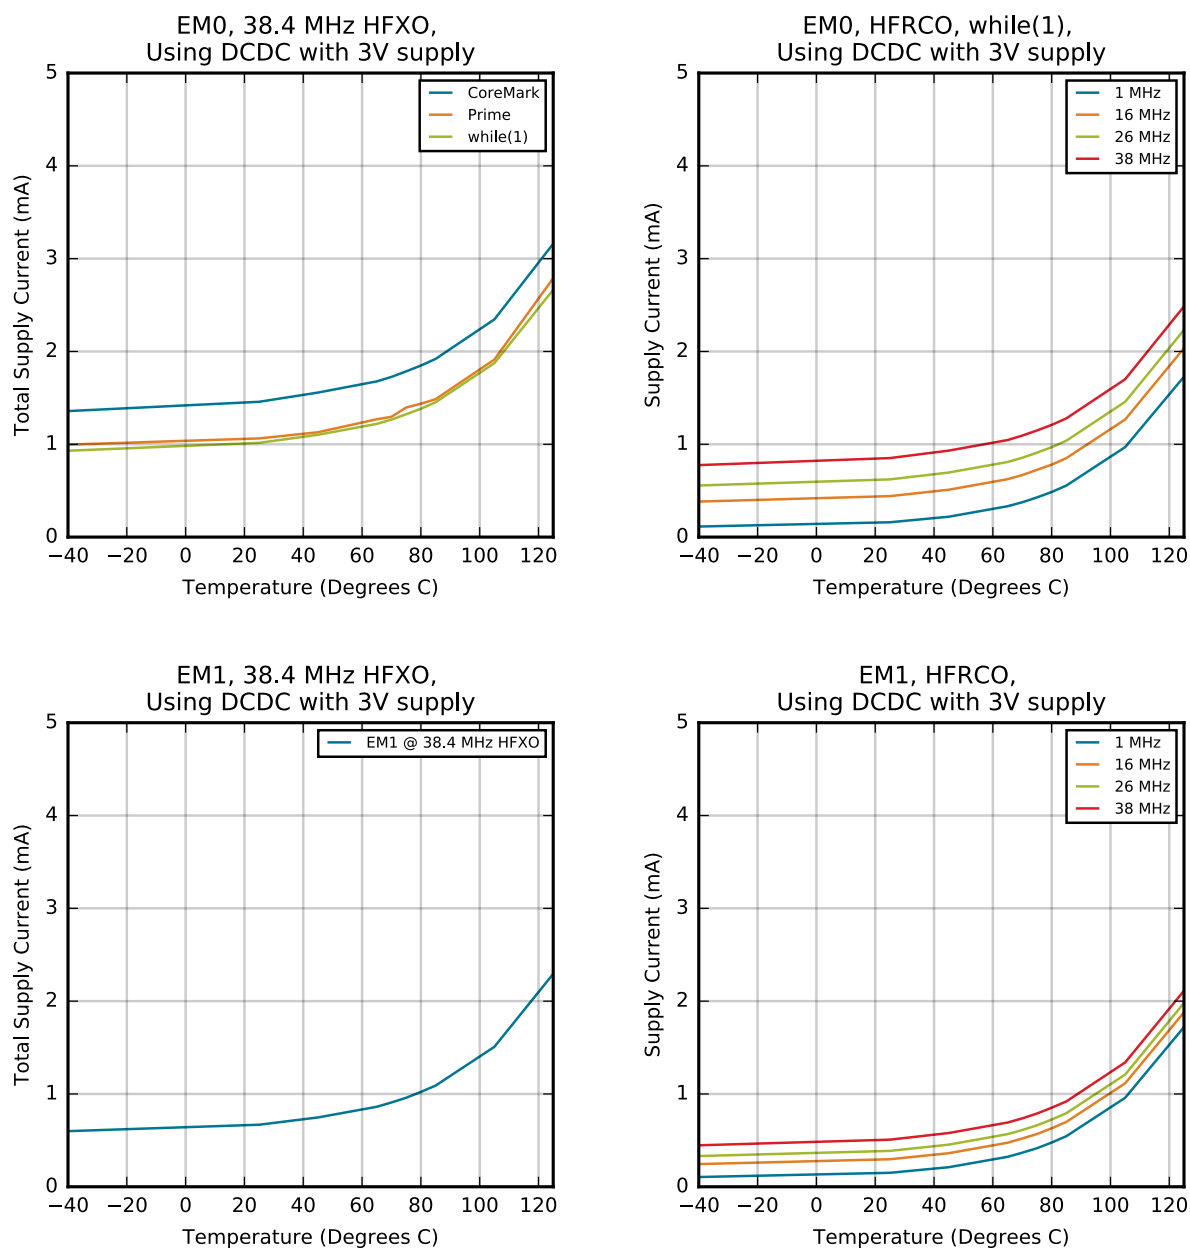 EM0, 38.4 MHz HFXO,
Using DCDC with 3V supply
5
4
3
2
1
0
Total Supply Current (mA)
CoreMark
Prime
while(1)
−40 −20 0 20 40 60 80 100 120
Temperature (Degrees C)
EM0, HFRCO, while(1),
Using DCDC with 3V supply
5
4
3
2
1
0
Supply Current (mA)
1 MHz
16 MHz
26 MHz
38 MHz
−40 −20 0 20 40 60 80 100 120
Temperature (Degrees C)
EM1, 38.4 MHz HFXO,
Using DCDC with 3V supply
5
4
3
2
1
0
Total Supply Current (mA)
EM1 @ 38.4 MHz HFXO
−40 −20 0 20 40 60 80 100 120
Temperature (Degrees C)
EM1, HFRCO,
Using DCDC with 3V supply
5
4
3
2
1
0
Supply Current (mA)
1 MHz
16 MHz
26 MHz
38 MHz
−40 −20 0 20 40 60 80 100 120
Temperature (Degrees C)